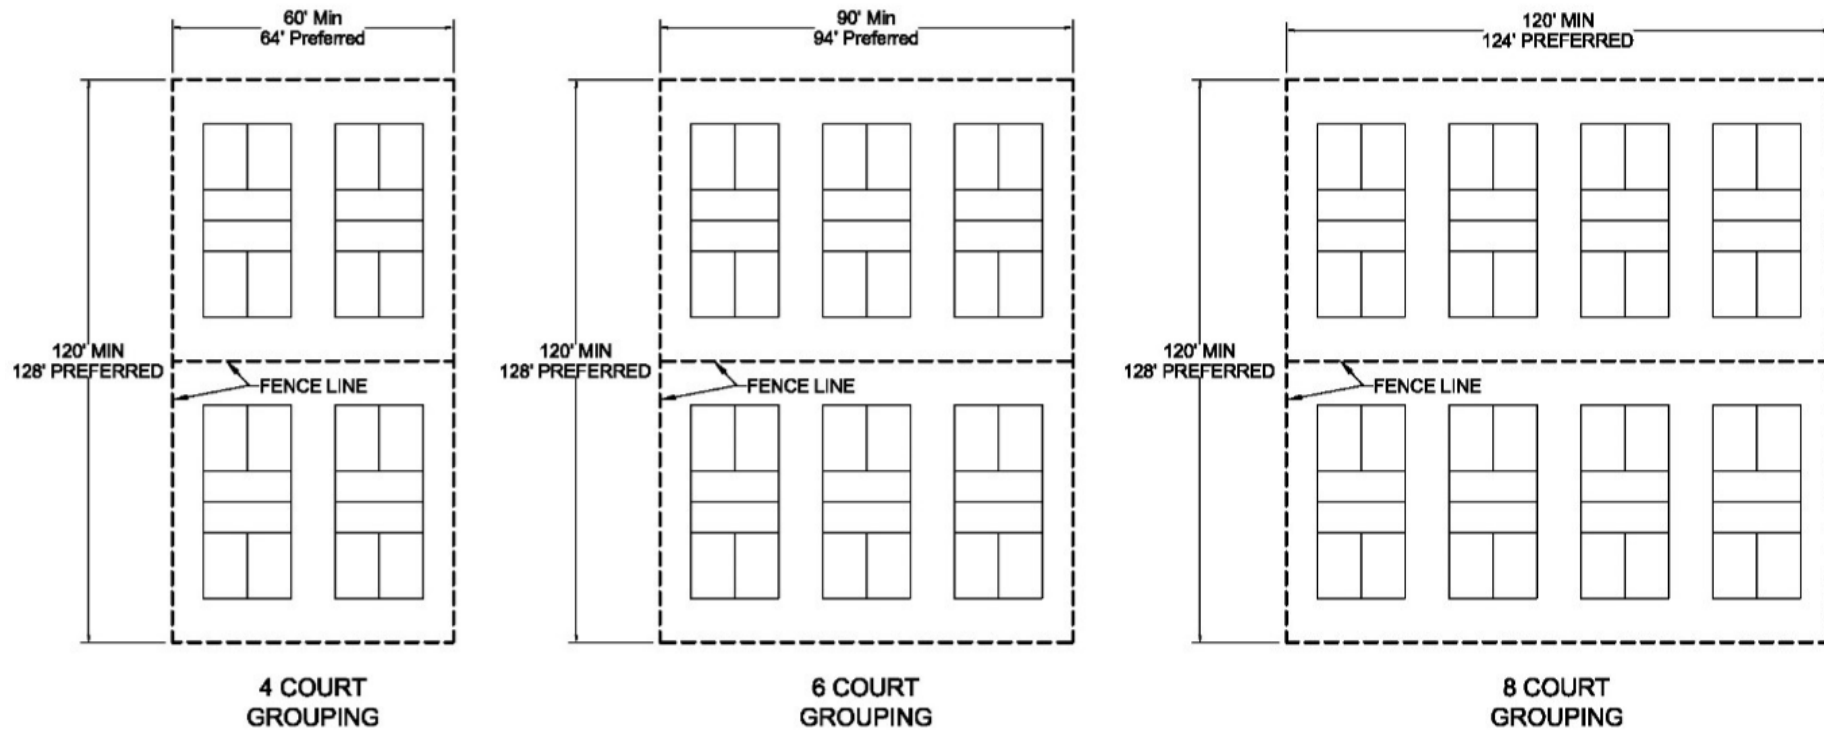 60' Min
64' Preferred
90' Min
94' Preferred
120' MIN
124' PREFERRED
120' MIN
128' PREFERRED
FENCE LINE
120' MIN
128' PREFERRED
FENCE LINE
120' MIN
128' PREFERRED
FENCE LINE
4 COURT
GROUPING
6 COURT
GROUPING
8 COURT
GROUPING